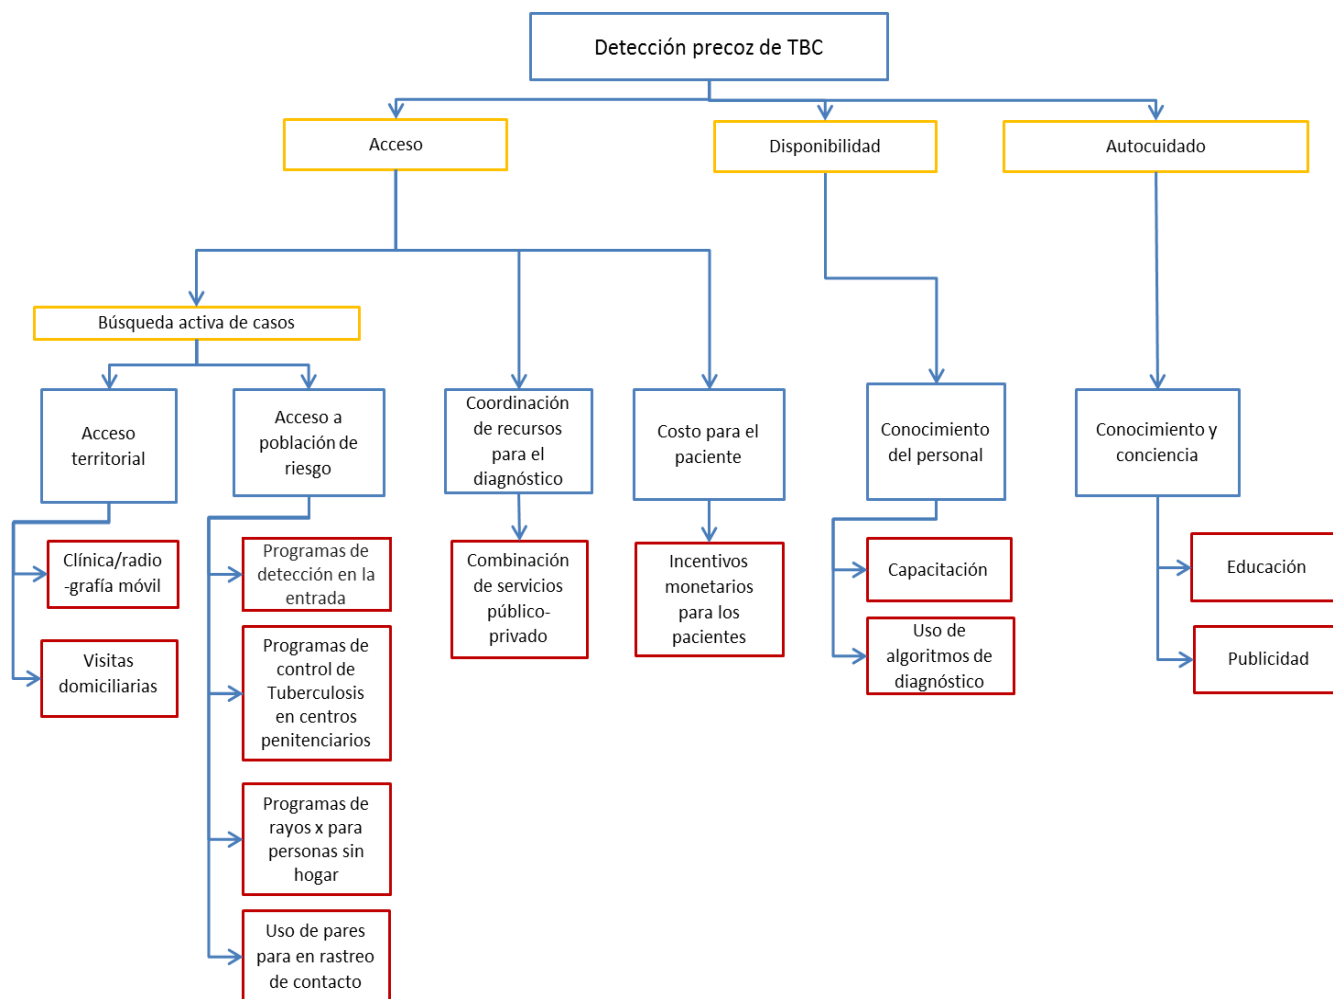 Detección precoz de TBC
Acceso
Disponibilidad
Autocuidado
Búsqueda activa de casos
Acceso
territorial
Acceso a
población de
riesgo
Coordinación
de recursos
para el
diagnóstico
Costo para el
paciente
Conocimiento
del personal
Conocimiento y
conciencia
Clínica/radio
-grafía móvil
Visitas
domiciliarias
Programas de
detección en la
entrada
Programas de
control de
Tuberculosis
en centros
penitenciarios
Programas de
rayos x para
personas sin
hogar
Uso de pares
para en rastreo
de contacto
Combinación
de servicios
público-
privado
Incentivos
monetarios
para los
pacientes
Capacitación
Uso de
algoritmos de
diagnóstico
Educación
Publicidad